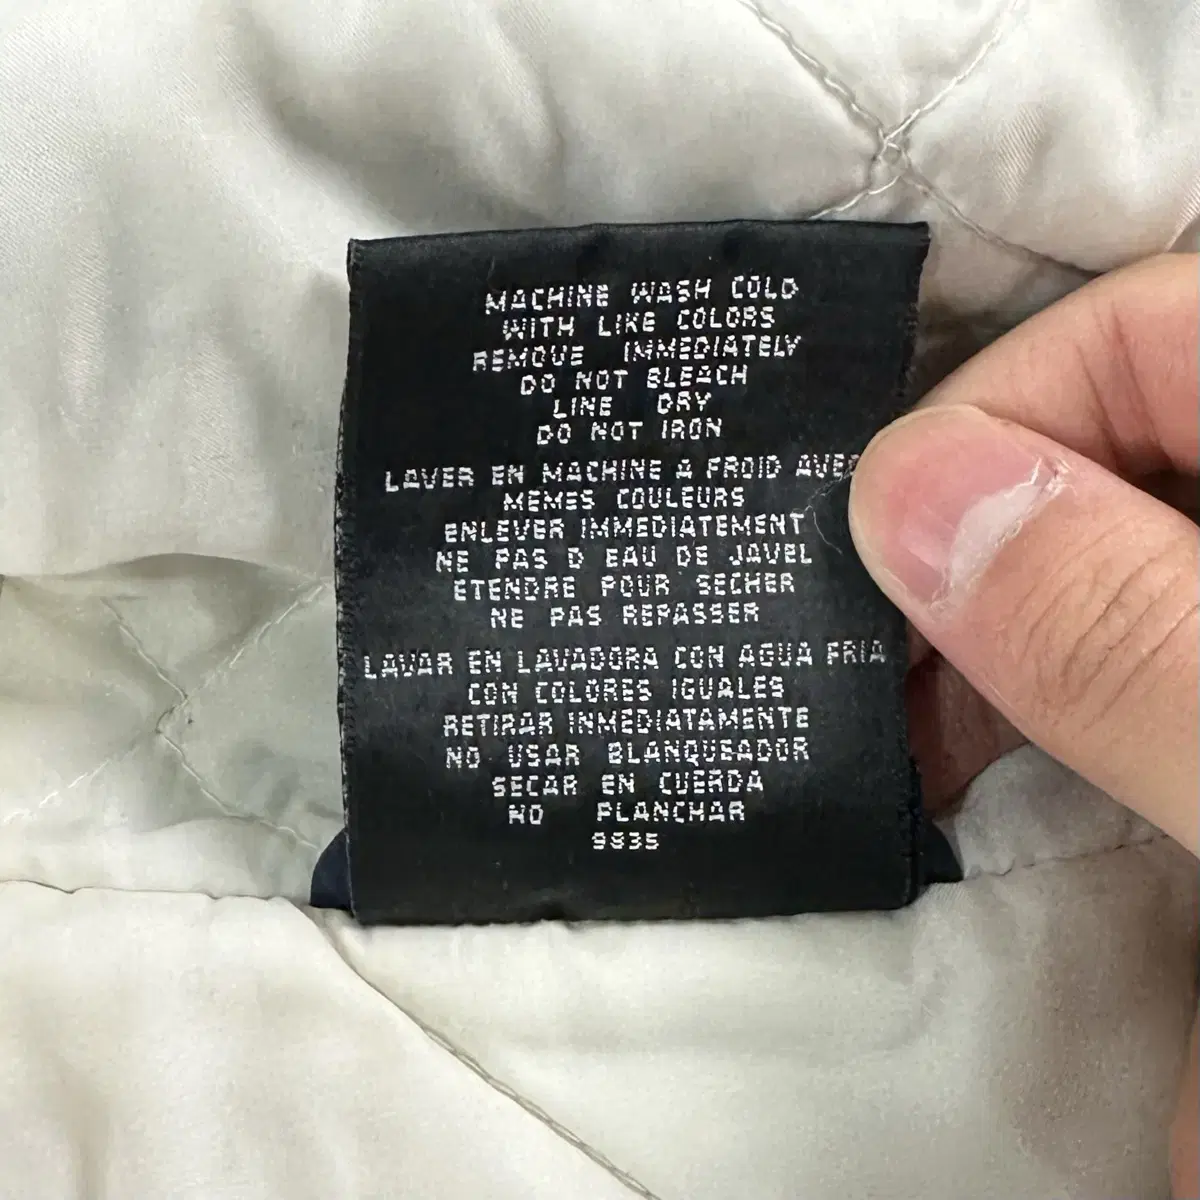 MACHINE WASH COLD
WITH LIKE COLORS
REMOVE IMMEDIATELY
DO NOT BLEACH
LINE DRY
DO NOT IRON
LAVER EN MACHINE A FROID AVEC
MEMES COULEURS
ENLEVER IMMEDIATEMENT
NE PAS D EAU DE JAVEL
ETENDRE POUR SECHER
NE PAS REPASSER
LAVAR EN LAVADORA CON AGUA FRIA
CON COLORES IGUALES
RETIRAR INMEDIATAMENTE
NO USAR BLANQUEADOR
SECAR EN CUERDA
NO PLANCHAR
9835